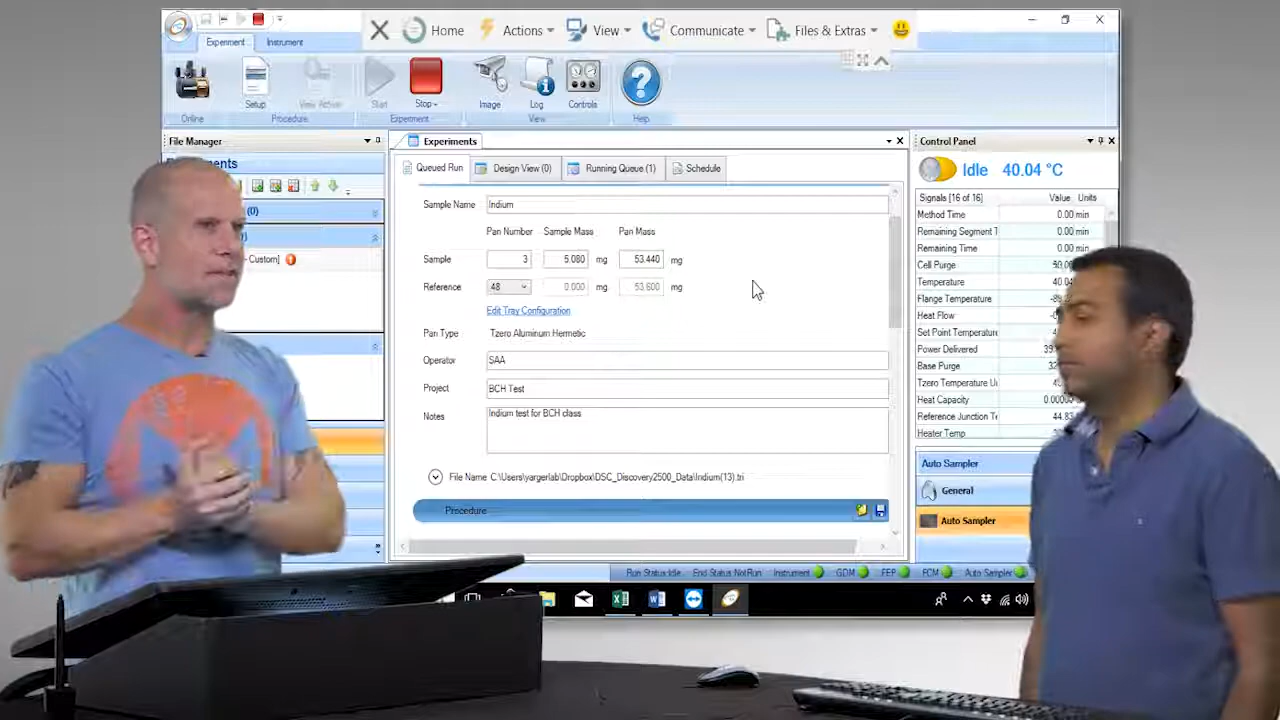 Home Actions View Communicate Files & Extras
Experiment Instrument
Online Setup Start Stop Image Log Controls Help
Procedure Experiment View Help
File Manager
Experiments
Control Panel
Queued Run Design View (0) Running Queue (1) Schedule
Idle 40.04 °C
Signals [16 of 16] Value Units
Sample Name Indium
Method Time 0.00 min
Pan Number Sample Mass Pan Mass
Remaining Segment T 0.00 min
Remaining Time 0.00 min
- Custom]
Sample 3 5.080 mg 53.440 mg
Cell Purge
Temperature
Reference 48 0.000 mg 53.600 mg
Flange Temperature
Edit Tray Configuration
Heat Flow
Pan Type Tzero Aluminum Hermetic
Set Point Temperature
Power Delivered
Operator SAA
Base Purge
Project BCH Test
Heat Capacity
Notes Indium test for BCH class
Reference Junction
Heater Temp
Auto Sampler
File Name C:\Users\yargerlab\Dropbox\DSC_Discovery2500_Data\Indium(13).tri
General
Procedure
Auto Sampler
Run Status:Idle End Status:NotRun Instrument GDM FEP FCM Auto Sampler